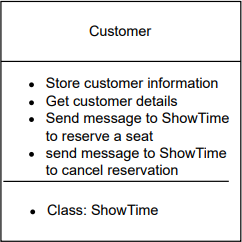 Customer
• Store customer information
• Get customer details
• Send message to ShowTime
to reserve a seat
• send message to ShowTime
to cancel reservation
• Class: ShowTime